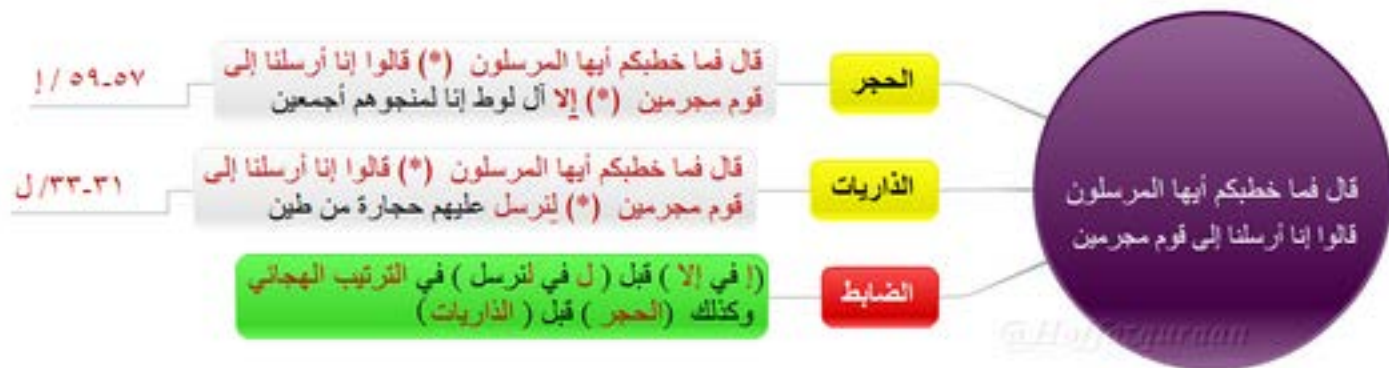 قال فما خطبكم أيها المرسلون
قالوا إنا أرسلنا إلى قوم مجرمين
الحجر
قال فما خطبكم أيها المرسلون (*) قالوا إنا أرسلنا إلى
قوم مجرمين (*) إلا آل لوط إنا لمنجوهم أجمعين
٥٧-٥٩ / إ
الذاريات
قال فما خطبكم أيها المرسلون (*) قالوا إنا أرسلنا إلى
قوم مجرمين (*) لِنرسل عليهم حجارة من طين
٣١-٣٣/ ل
الضابط
(إ في إلا ) قبل ( ل في لنرسل ) في الترتيب الهجائي
وكذلك (الحجر ) قبل ( الذاريات)